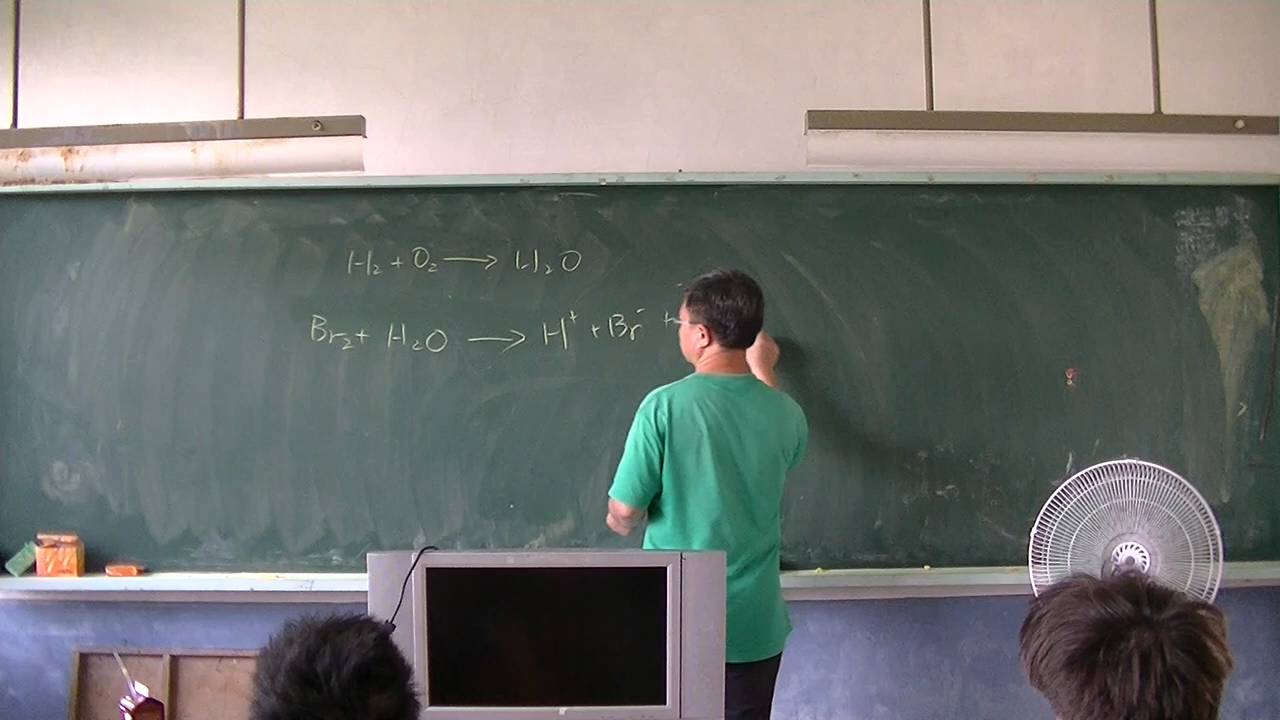 H₂ + O₂ → H₂O
Br₂ + H₂O → H⁺ + Br⁻ +